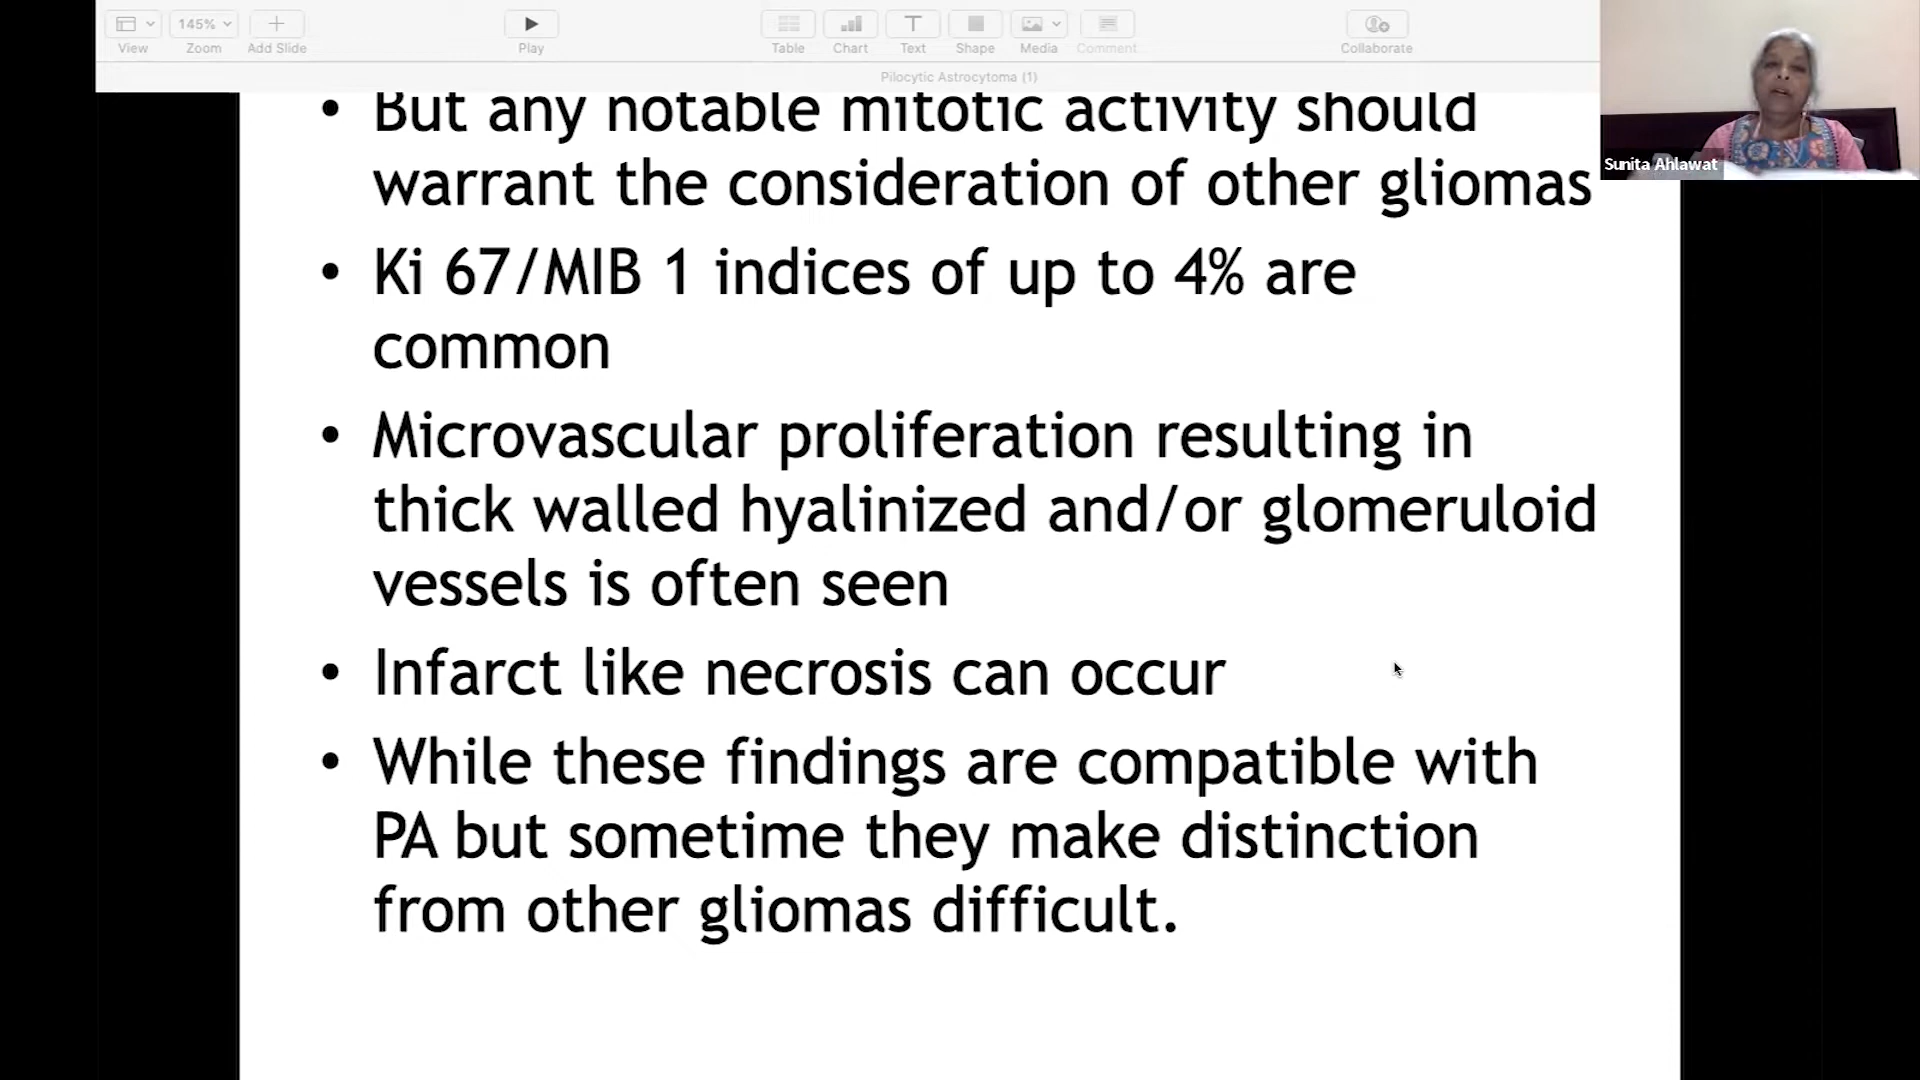 145%
View
Zoom
Add Slide
Play
Table
Chart
Text
Shape
Media
Comment
Collaborate
Pilocytic Astrocytoma (1)
Sunita Ahlawat
• But any notable mitotic activity should
warrant the consideration of other gliomas
• Ki 67/MIB 1 indices of up to 4% are
common
• Microvascular proliferation resulting in
thick walled hyalinized and/or glomeruloid
vessels is often seen
• Infarct like necrosis can occur
• While these findings are compatible with
PA but sometime they make distinction
from other gliomas difficult.